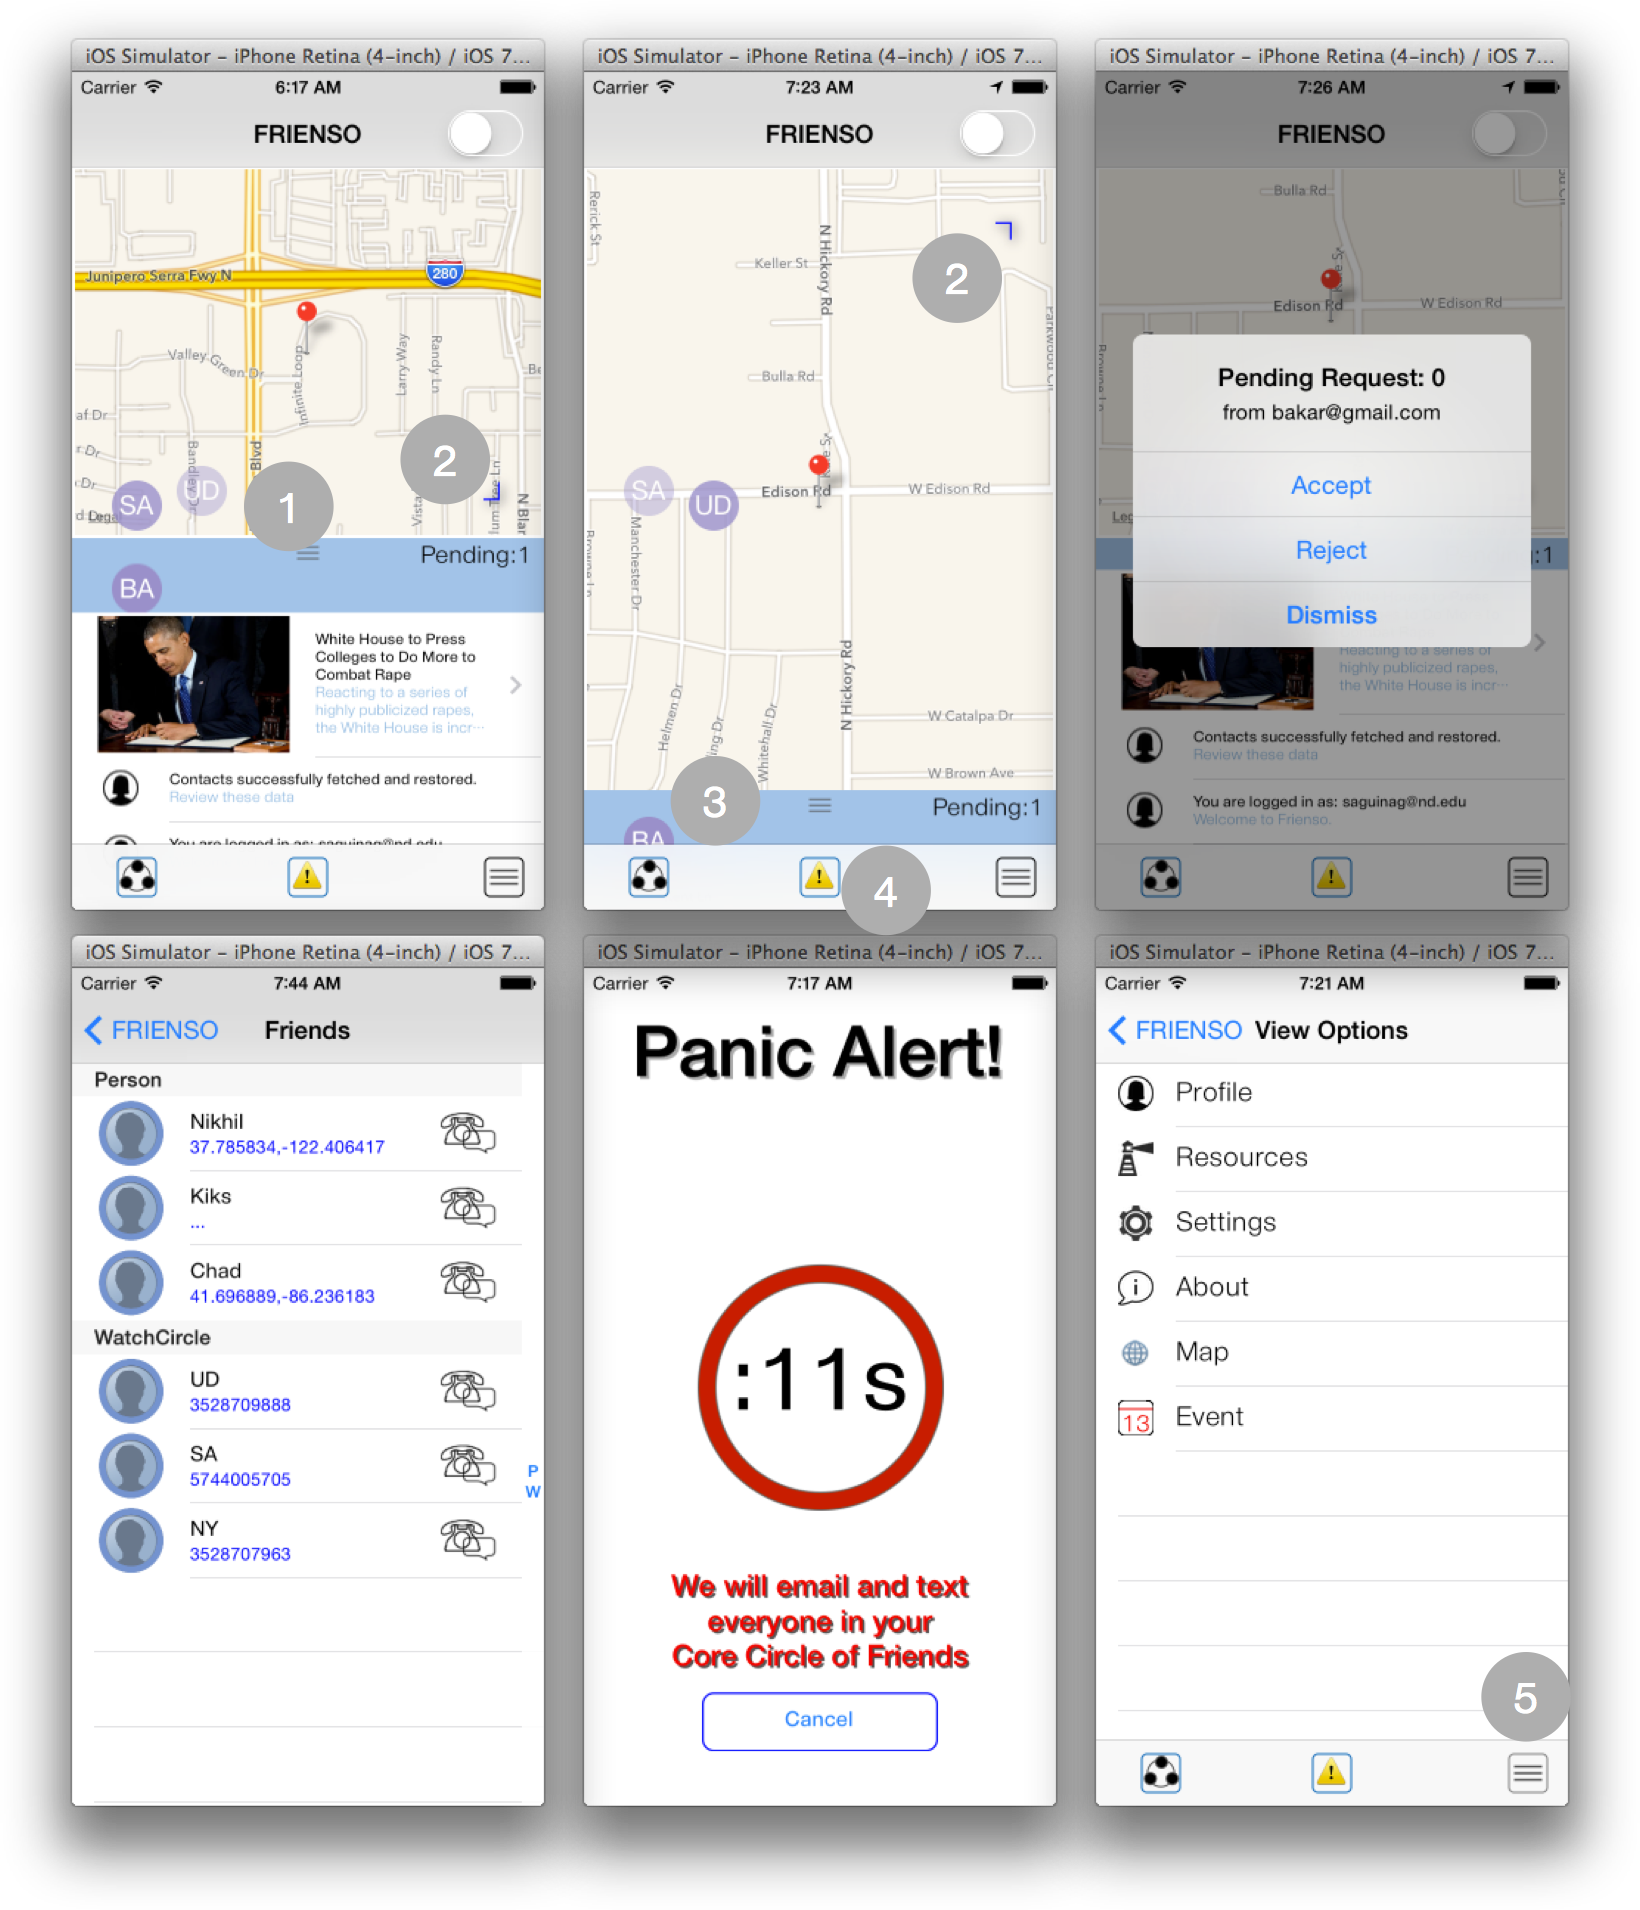 iOS Simulator – iPhone Retina (4–inch) / iOS 7...
Carrier
6:17 AM
FRIENSO
Junipero Serra Fwy N
280
Valley Green Dr
Infinite Loop
Larry Way
Randy Ln
Be
af Dr
r Dr
Dr
Bandley Dr
Blvd
2
SA
UD
1
d
Legal
Vista
um Tree Ln
N Blan
Pending:1
BA
White House to Press
Colleges to Do More to
Combat Rape
Reacting to a series of
highly publicized rapes,
the White House is incr...
Contacts successfully fetched and restored.
Review these data
You are logged in as: saguinag@nd.edu
iOS Simulator – iPhone Retina (4–inch) / iOS 7...
Carrier
7:23 AM
FRIENSO
Rerick St
N Hickory Rd
Keller St
2
Parkwood Ct
Bulla Rd
SA
UD
Edison Rd
W Edison Rd
Manchester Dr
Helmen Dr
ing Dr
Whitehall Dr
N Hickory Rd
W Catalpa Dr
W Brown Ave
3
Pending:1
BA
4
iOS Simulator – iPhone Retina (4–inch) / iOS 7...
Carrier
7:26 AM
FRIENSO
Bulla Rd
Edison Rd
W Edison Rd
Pending Request: 0
from bakar@gmail.com
Accept
Reject
Dismiss
Leg
:1
Reacting to a series of
highly publicized rapes,
the White House is incr...
Contacts successfully fetched and restored.
Review these data
You are logged in as: saguinag@nd.edu
Welcome to Frienso.
iOS Simulator – iPhone Retina (4–inch) / iOS 7...
Carrier
7:44 AM
FRIENSO
Friends
Person
Nikhil
37.785834,-122.406417
Kiks
...
Chad
41.696889,-86.236183
WatchCircle
UD
3528709888
SA
5744005705
P
W
NY
3528707963
iOS Simulator – iPhone Retina (4–inch) / iOS 7...
Carrier
7:17 AM
Panic Alert!
:11s
We will email and text
everyone in your
Core Circle of Friends
Cancel
iOS Simulator – iPhone Retina (4–inch) / iOS 7...
Carrier
7:21 AM
FRIENSO
View Options
Profile
Resources
Settings
About
Map
13
Event
5